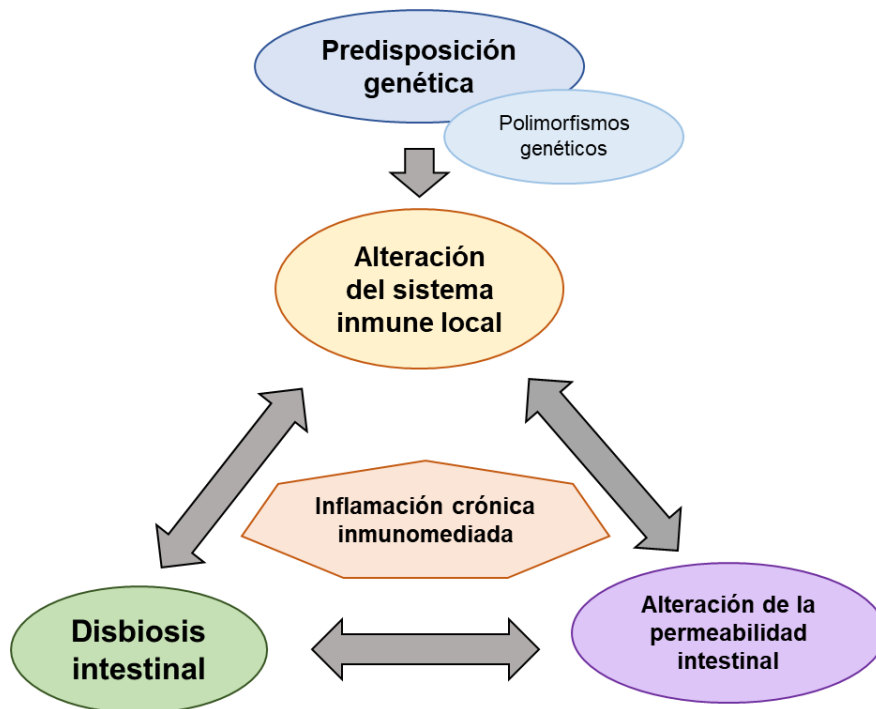 Predisposición
genética
Polimorfismos
genéticos
Alteración
del sistema
inmune local
Inflamación crónica
inmunomediada
Disbiosis
intestinal
Alteración de la
permeabilidad
intestinal